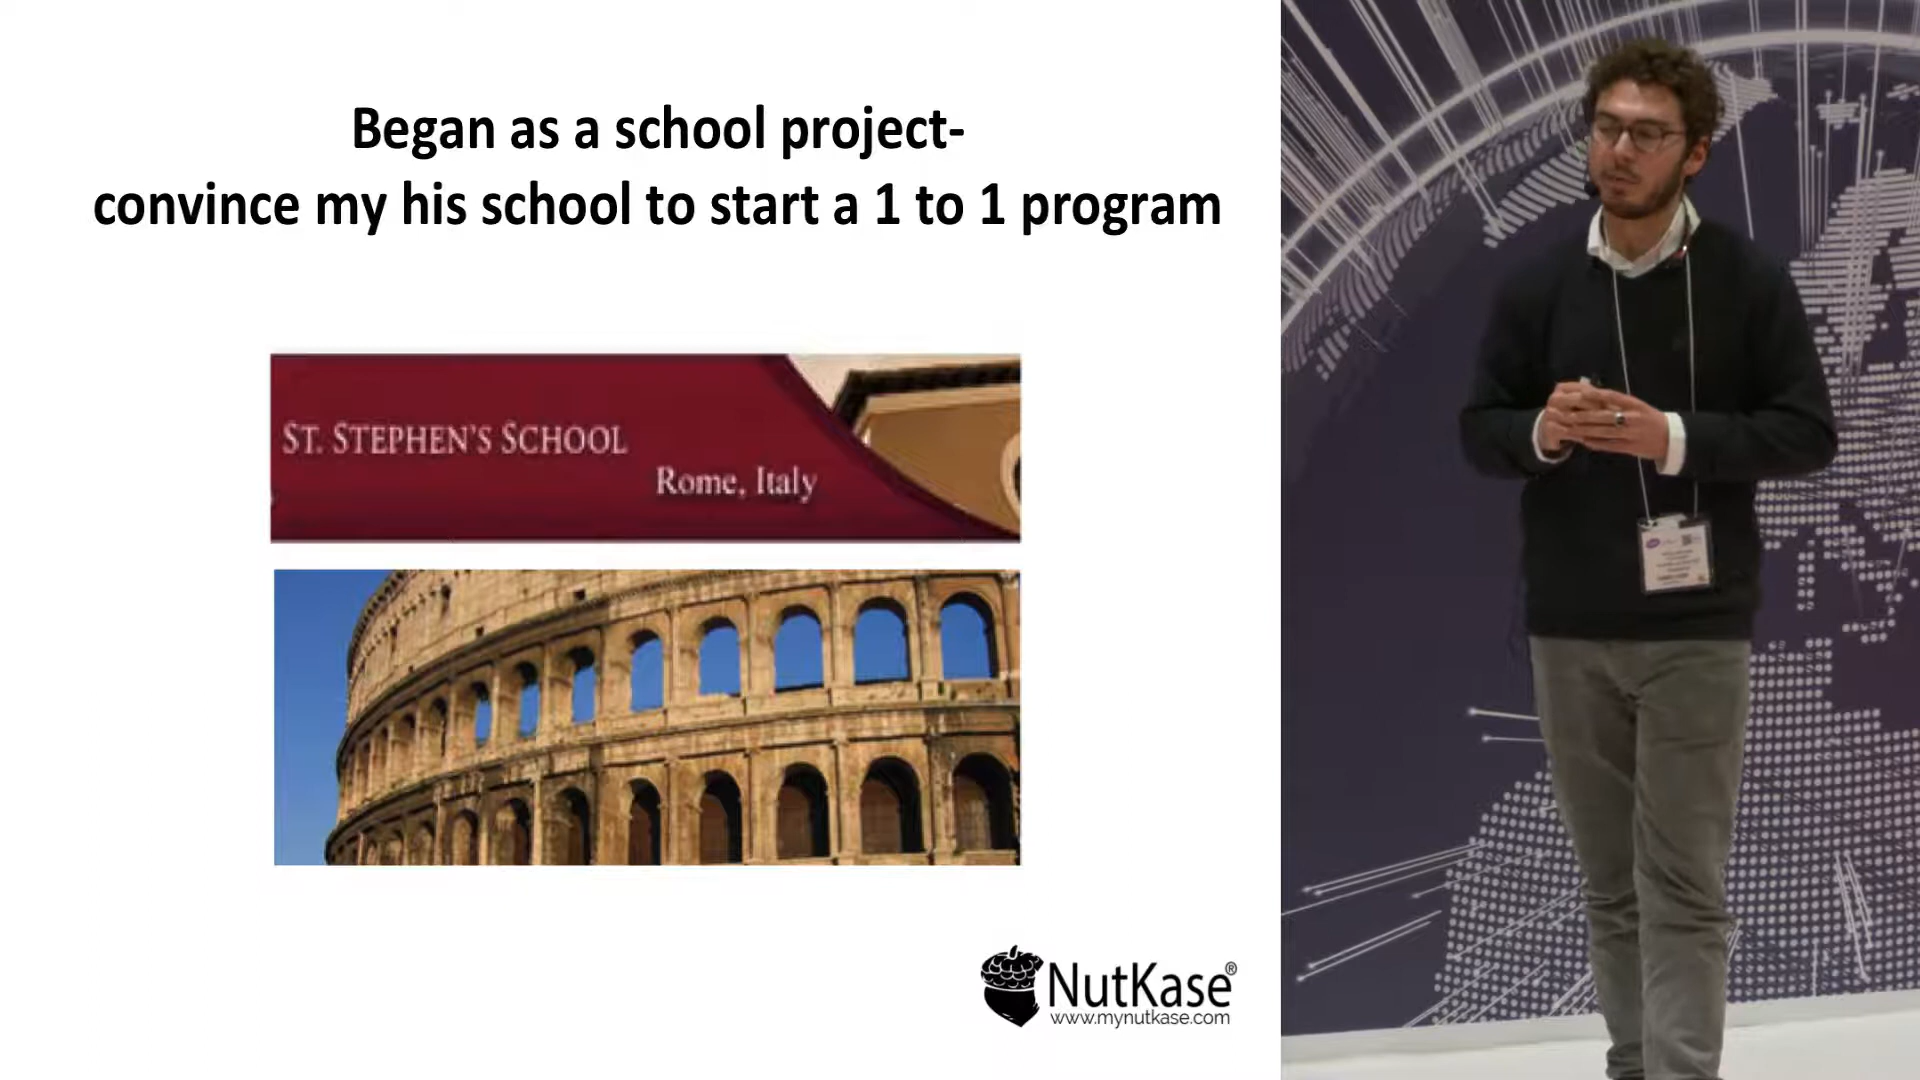 Began as a school project-
convince my his school to start a 1 to 1 program
ST. STEPHEN'S SCHOOL
Rome, Italy
NutKase®
www.mynutkase.com